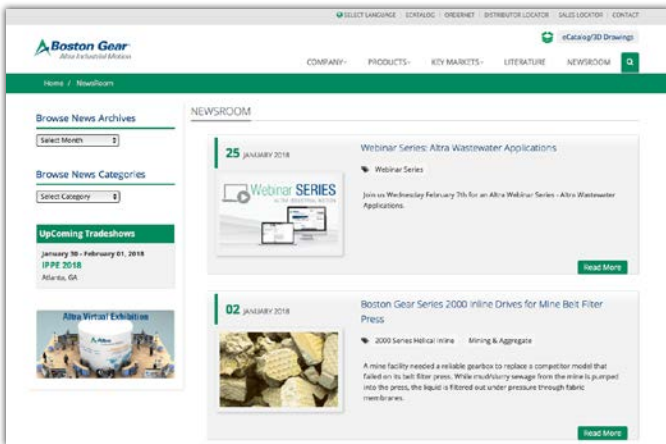 SELECT LANGUAGE | ECATALOG | ORDERNET | DISTRIBUTOR LOCATOR | SALES LOCATOR | CONTACT
Boston Gear
Altra Industrial Motion
eCatalog/3D Drawings
COMPANY PRODUCTS KEY MARKETS LITERATURE NEWSROOM
Home / NewsRoom
Browse News Archives
Select Month
Browse News Categories
Select Category
UpComing Tradeshows
January 30 - February 01, 2018
IPPE 2018
Atlanta, GA
Altra Virtual Exhibition
Altra
NEWSROOM
25 JANUARY 2018
Webinar SERIES
ALTRA INDUSTRIAL MOTION
Webinar Series: Altra Wastewater Applications
Webinar Series
Join us Wednesday February 7th for an Altra Webinar Series - Altra Wastewater
Applications.
Read More
02 JANUARY 2018
Boston Gear Series 2000 Inline Drives for Mine Belt Filter
Press
2000 Series Helical Inline Mining & Aggregate
A mine facility needed a reliable gearbox to replace a competitor model that
failed on its belt filter press. While mud/slurry sewage from the mine is pumped
into the press, the liquid is filtered out under pressure through fabric
membranes.
Read More